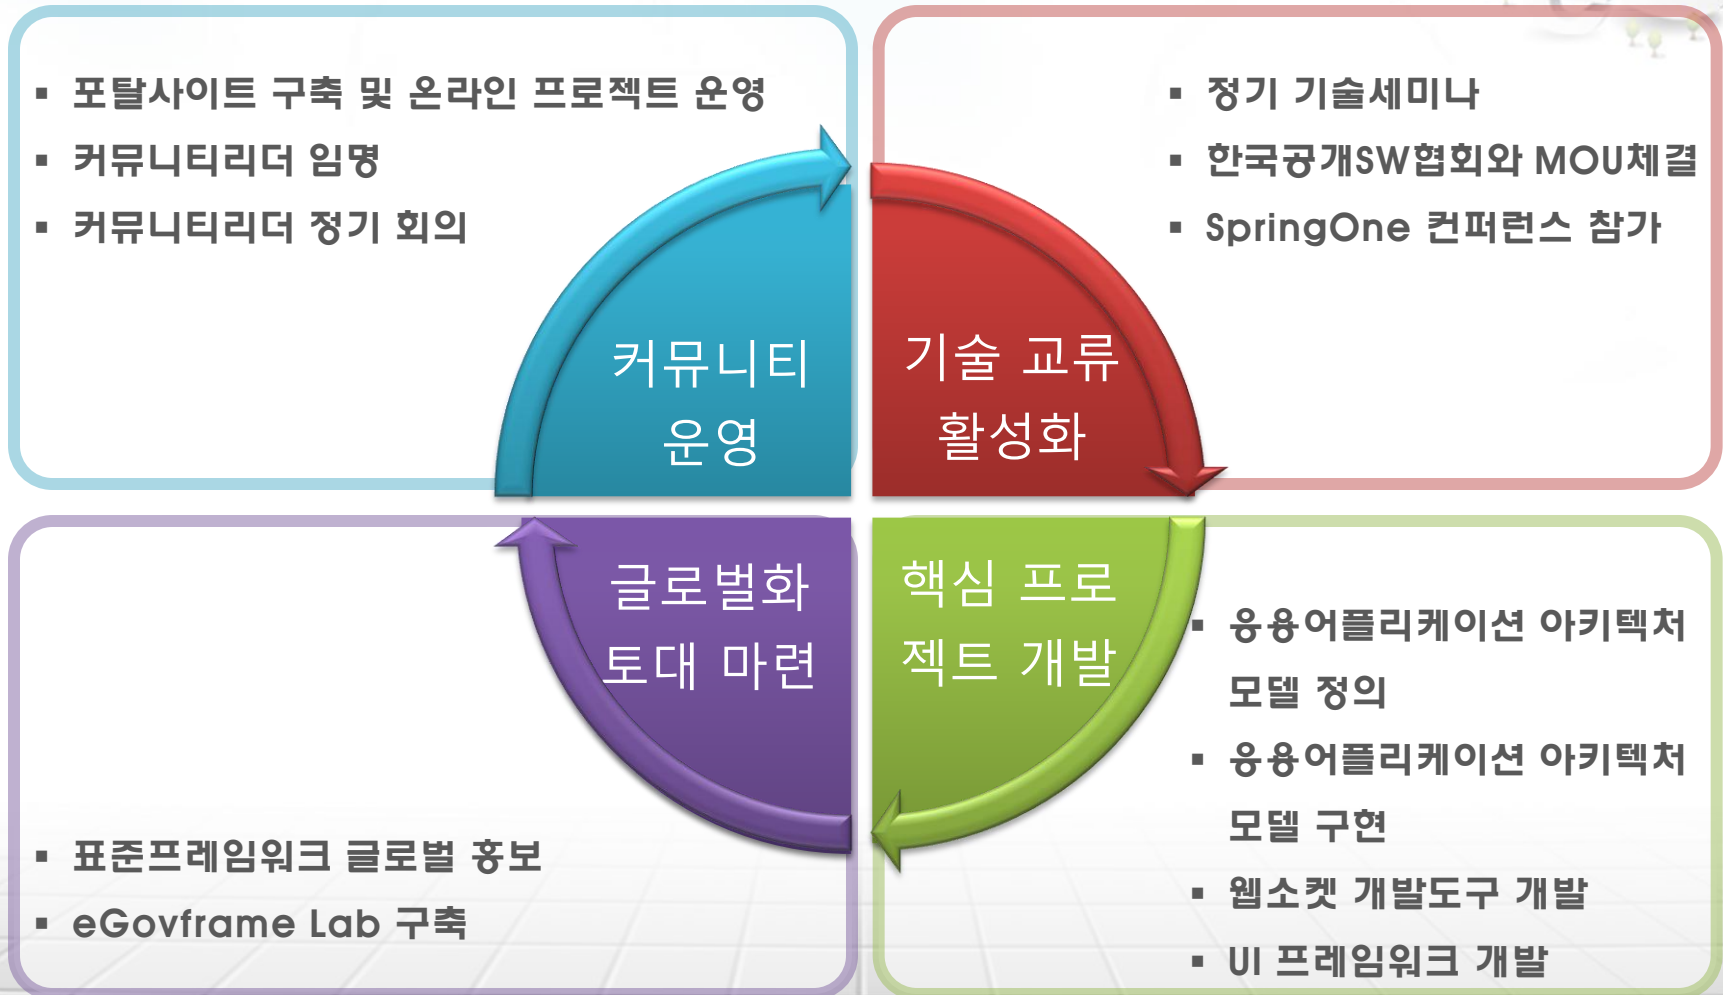 ▪ 포탈사이트 구축 및 온라인 프로젝트 운영
▪ 커뮤니티리더 임명
▪ 커뮤니티리더 정기 회의
커뮤니티
운영
▪ 정기 기술세미나
▪ 한국공개SW협회와 MOU체결
▪ SpringOne 컨퍼런스 참가
기술 교류
활성화
글로벌화
토대 마련
▪ 표준프레임워크 글로벌 홍보
▪ eGovframe Lab 구축
핵심 프로
젝트 개발
▪ 응용어플리케이션 아키텍처
모델 정의
▪ 응용어플리케이션 아키텍처
모델 구현
▪ 웹소켓 개발도구 개발
▪ UI 프레임워크 개발